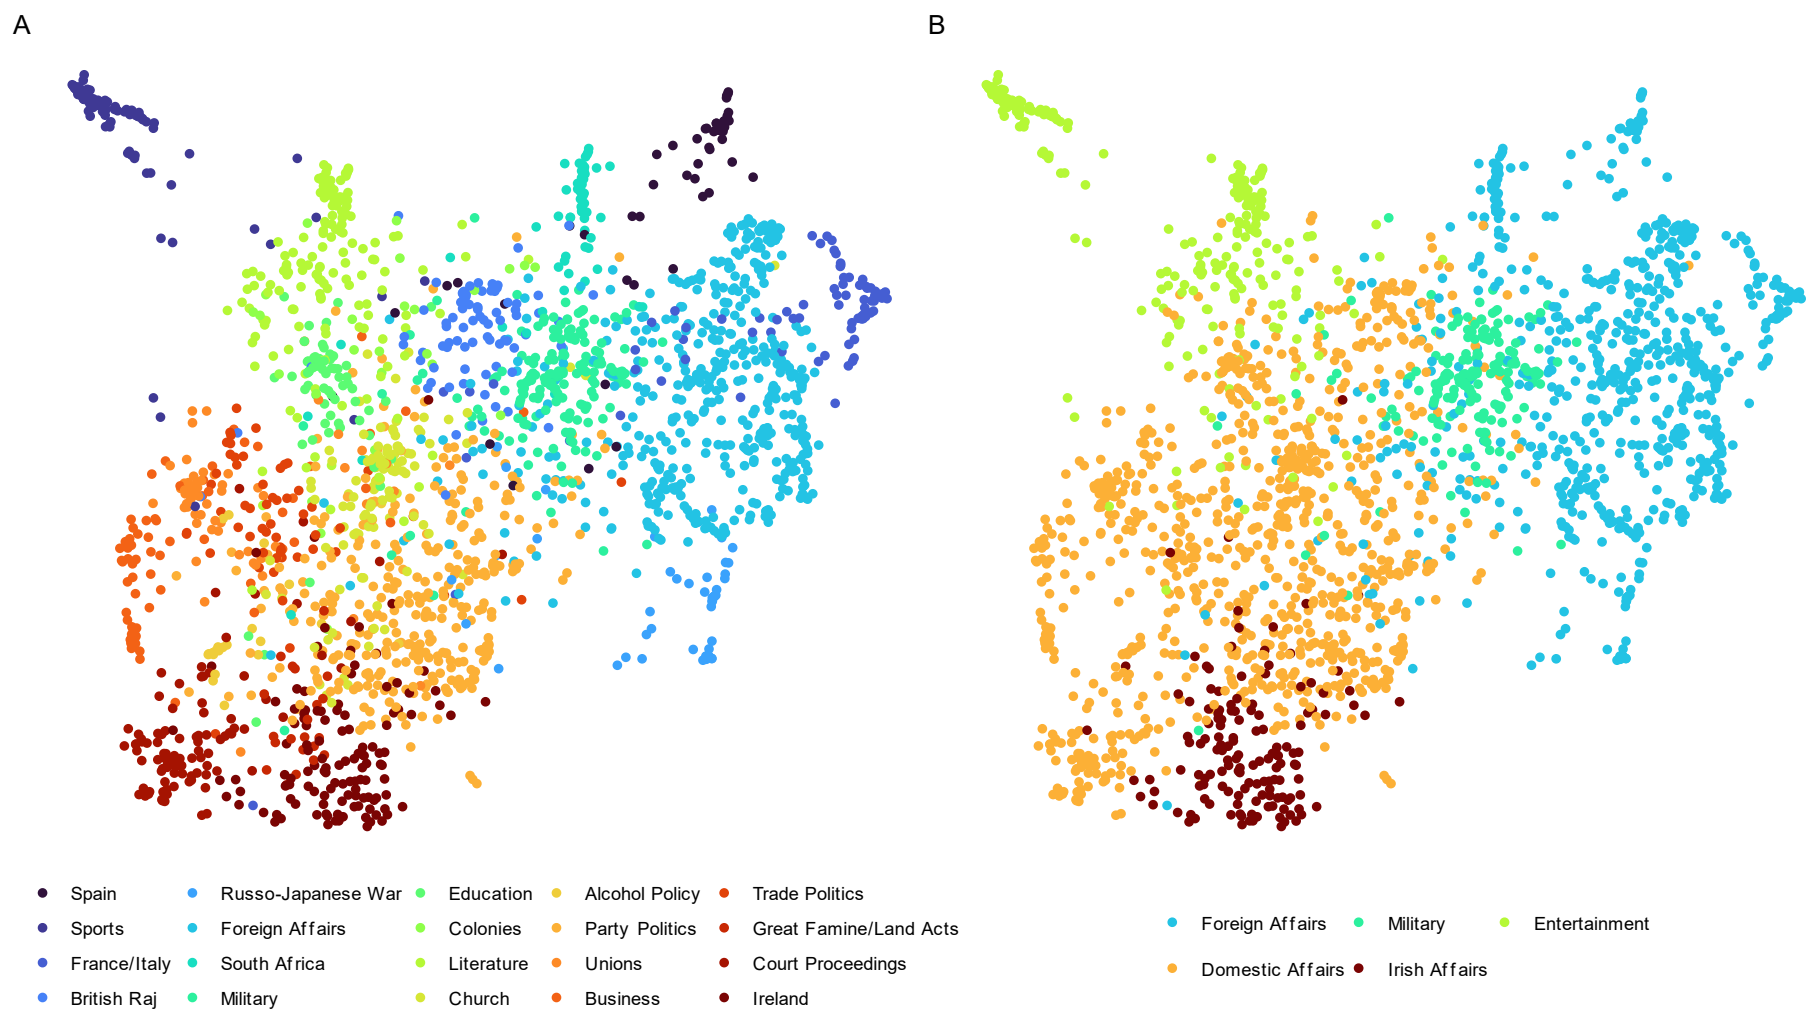 A
B
Spain
Russo-Japanese War
Education
Alcohol Policy
Trade Politics
Sports
Foreign Affairs
Colonies
Party Politics
Great Famine/Land Acts
France/Italy
South Africa
Literature
Unions
Court Proceedings
British Raj
Military
Church
Business
Ireland
Foreign Affairs
Military
Entertainment
Domestic Affairs
Irish Affairs